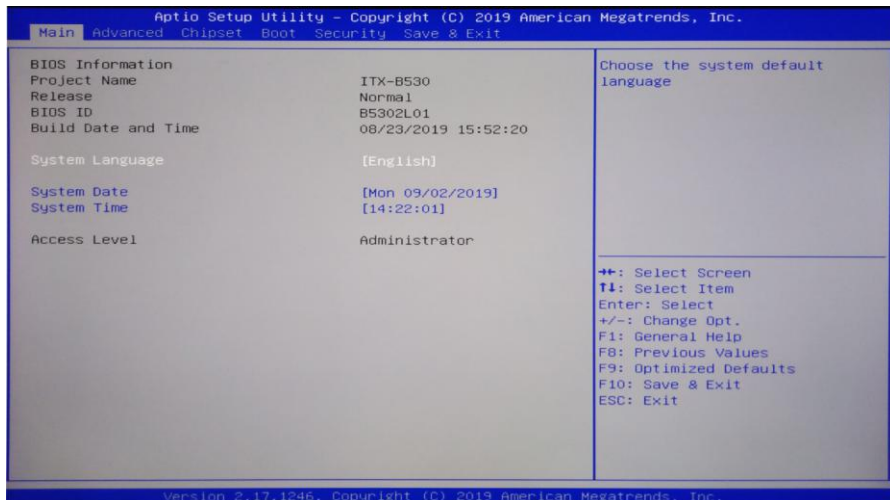 Aptio Setup Utility – Copyright (C) 2019 American Megatrends, Inc.
Main Advanced Chipset Boot Security Save & Exit
BIOS Information
Project Name ITX-B530
Release Normal
BIOS ID B5302L01
Build Date and Time 08/23/2019 15:52:20
System Language [English]
System Date [Mon 09/02/2019]
System Time [14:22:01]
Access Level Administrator
Choose the system default
language
→←: Select Screen
↑↓: Select Item
Enter: Select
+/-: Change Opt.
F1: General Help
F8: Previous Values
F9: Optimized Defaults
F10: Save & Exit
ESC: Exit
Version 2.17.1246. Copyright (C) 2019 American Megatrends, Inc.